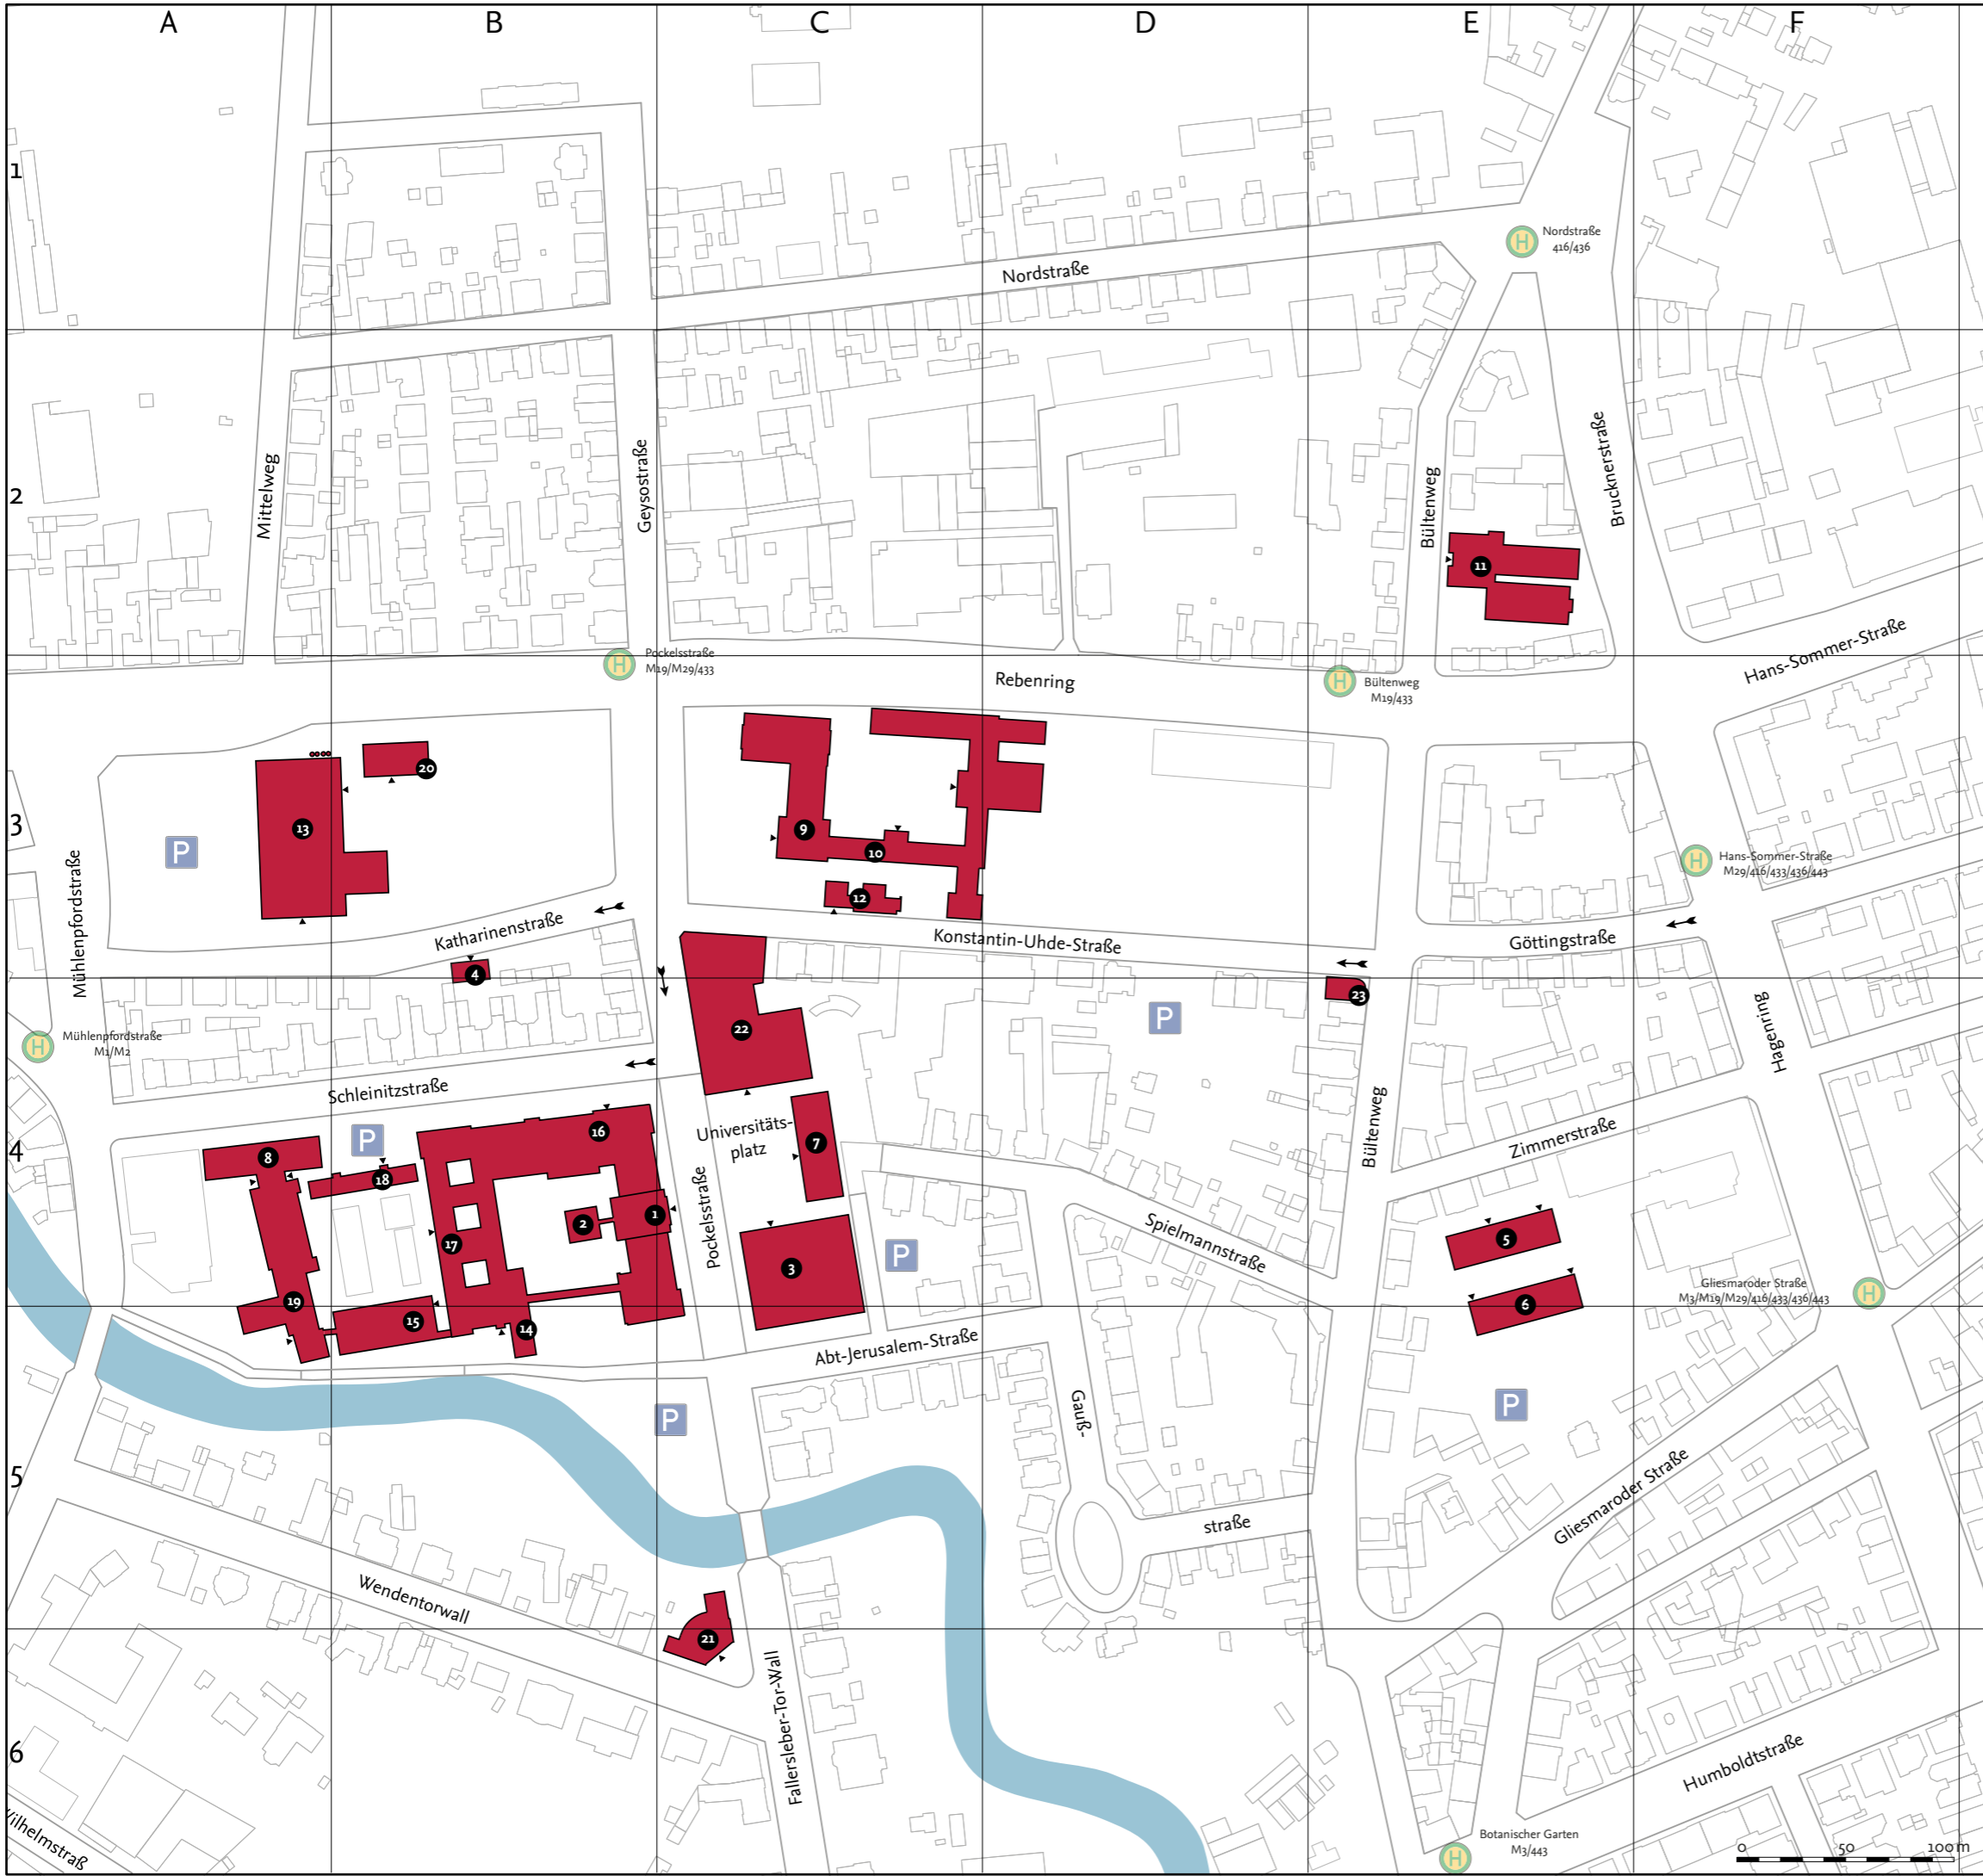 A B C D E F
1
Nordstraße
416/436
Nordstraße
2
Mittelweg
Geysostraße
Bültenweg
Brucknerstraße
11
Hans-Sommer-Straße
Pockelsstraße
M19/M29/433
Rebenring
Bültenweg
M19/433
H
H
H
3
P
13
20
9
10
12
Hans-Sommer-Straße
M29/416/433/436/443
H
Mühlenpfordstraße
Katharinenstraße
Konstantin-Uhde-Straße
Göttingstraße
4
23
22
P
Hagenring
H
Mühlenpfordstraße
M1/M2
Schleinitzstraße
Bültenweg
Zimmerstraße
4
P
8
18
16
Universitäts-
platz
7
1
2
17
Pockelsstraße
3
P
Spielmannstraße
5
6
Gliesmaroder Straße
M3/M19/M29/416/433/436/443
H
19
15
14
Abt-Jerusalem-Straße
Gauß-
P
P
5
straße
Gliesmaroder Straße
Wendentorwall
21
Fallersleber-Tor-Wall
6
Humboldtstraße
Botanischer Garten
M3/443
H
0 50 100 m